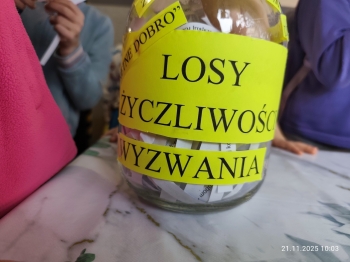 NE DOBRO”
LOSY
ŻYCZLIWOŚC
WYZWANIA
21.11.2025 10:03